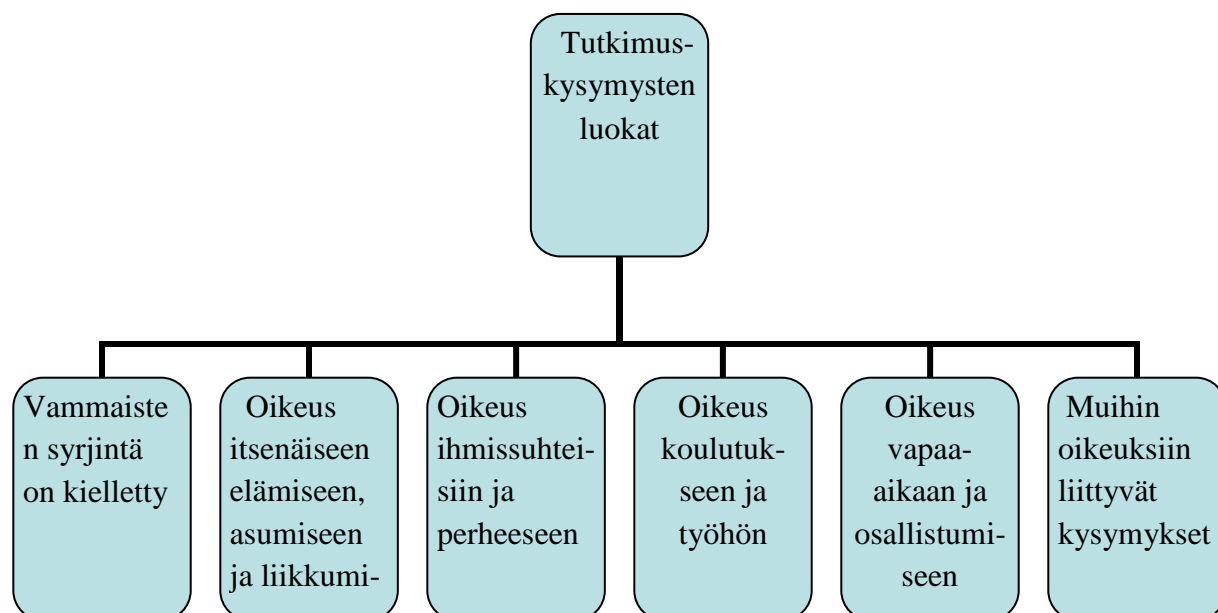 Tutkimus-
kysymysten
luokat
Vammaiste
n syrjintä
on kielletty
Oikeus
itsenäiseen
elämiseen,
asumiseen
ja liikkumi-
Oikeus
ihmissuhtei-
siin ja
perheeseen
Oikeus
koulutuk-
seen ja
työhön
Oikeus
vapaa-
aikaan ja
osallistumi-
seen
Muihin
oikeuksiin
liittyvät
kysymykset